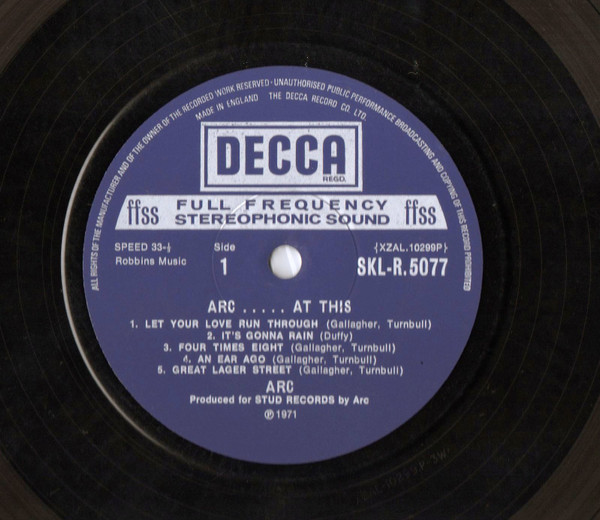 ALL RIGHTS OF THE MANUFACTURER AND OF THE OWNER OF THE RECORDED WORK RESERVED · UNAUTHORISED PUBLIC PERFORMANCE BROADCASTING AND COPYING OF THIS RECORD PROHIBITED
MADE IN ENGLAND THE DECCA RECORD CO. LTD.
DECCA
REGD.
ffss FULL FREQUENCY STEREOPHONIC SOUND ffss
SPEED 33-⅓ Side {XZAL.10299P}
Robbins Music 1 SKL-R.5077
ARC ..... AT THIS
1. LET YOUR LOVE RUN THROUGH (Gallagher, Turnbull)
2. IT'S GONNA RAIN (Duffy)
3. FOUR TIMES EIGHT (Gallagher, Turnbull)
4. AN EAR AGO (Gallagher, Turnbull)
5. GREAT LAGER STREET (Gallagher, Turnbull)
ARC
Produced for STUD RECORDS by Arc
℗ 1971